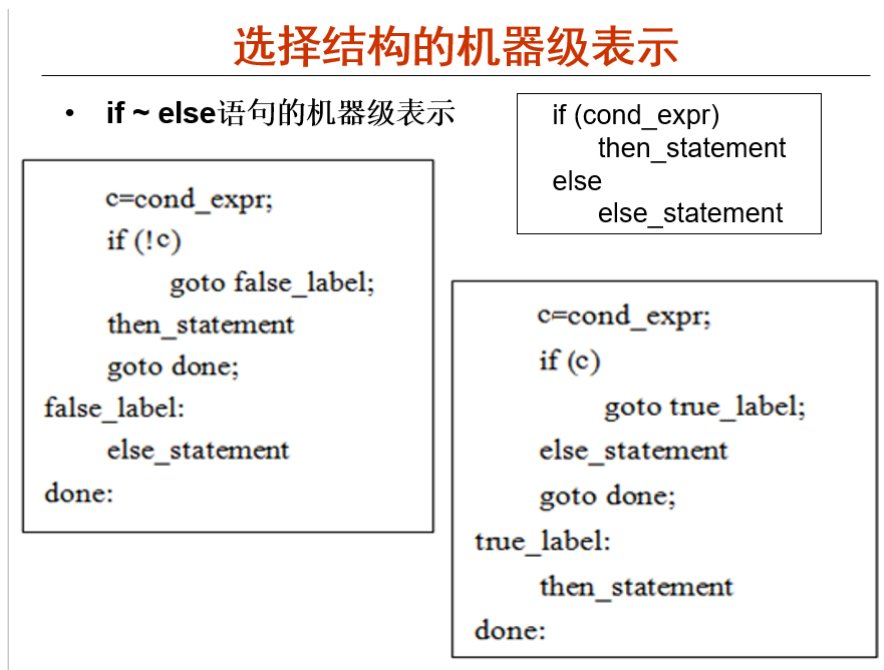 选择结构的机器级表示
• if ~ else语句的机器级表示
if (cond_expr)
then_statement
else
else_statement
c=cond_expr;
if (!c)
goto false_label;
then_statement
goto done;
false_label:
else_statement
done:
c=cond_expr;
if (c)
goto true_label;
else_statement
goto done;
true_label:
then_statement
done: